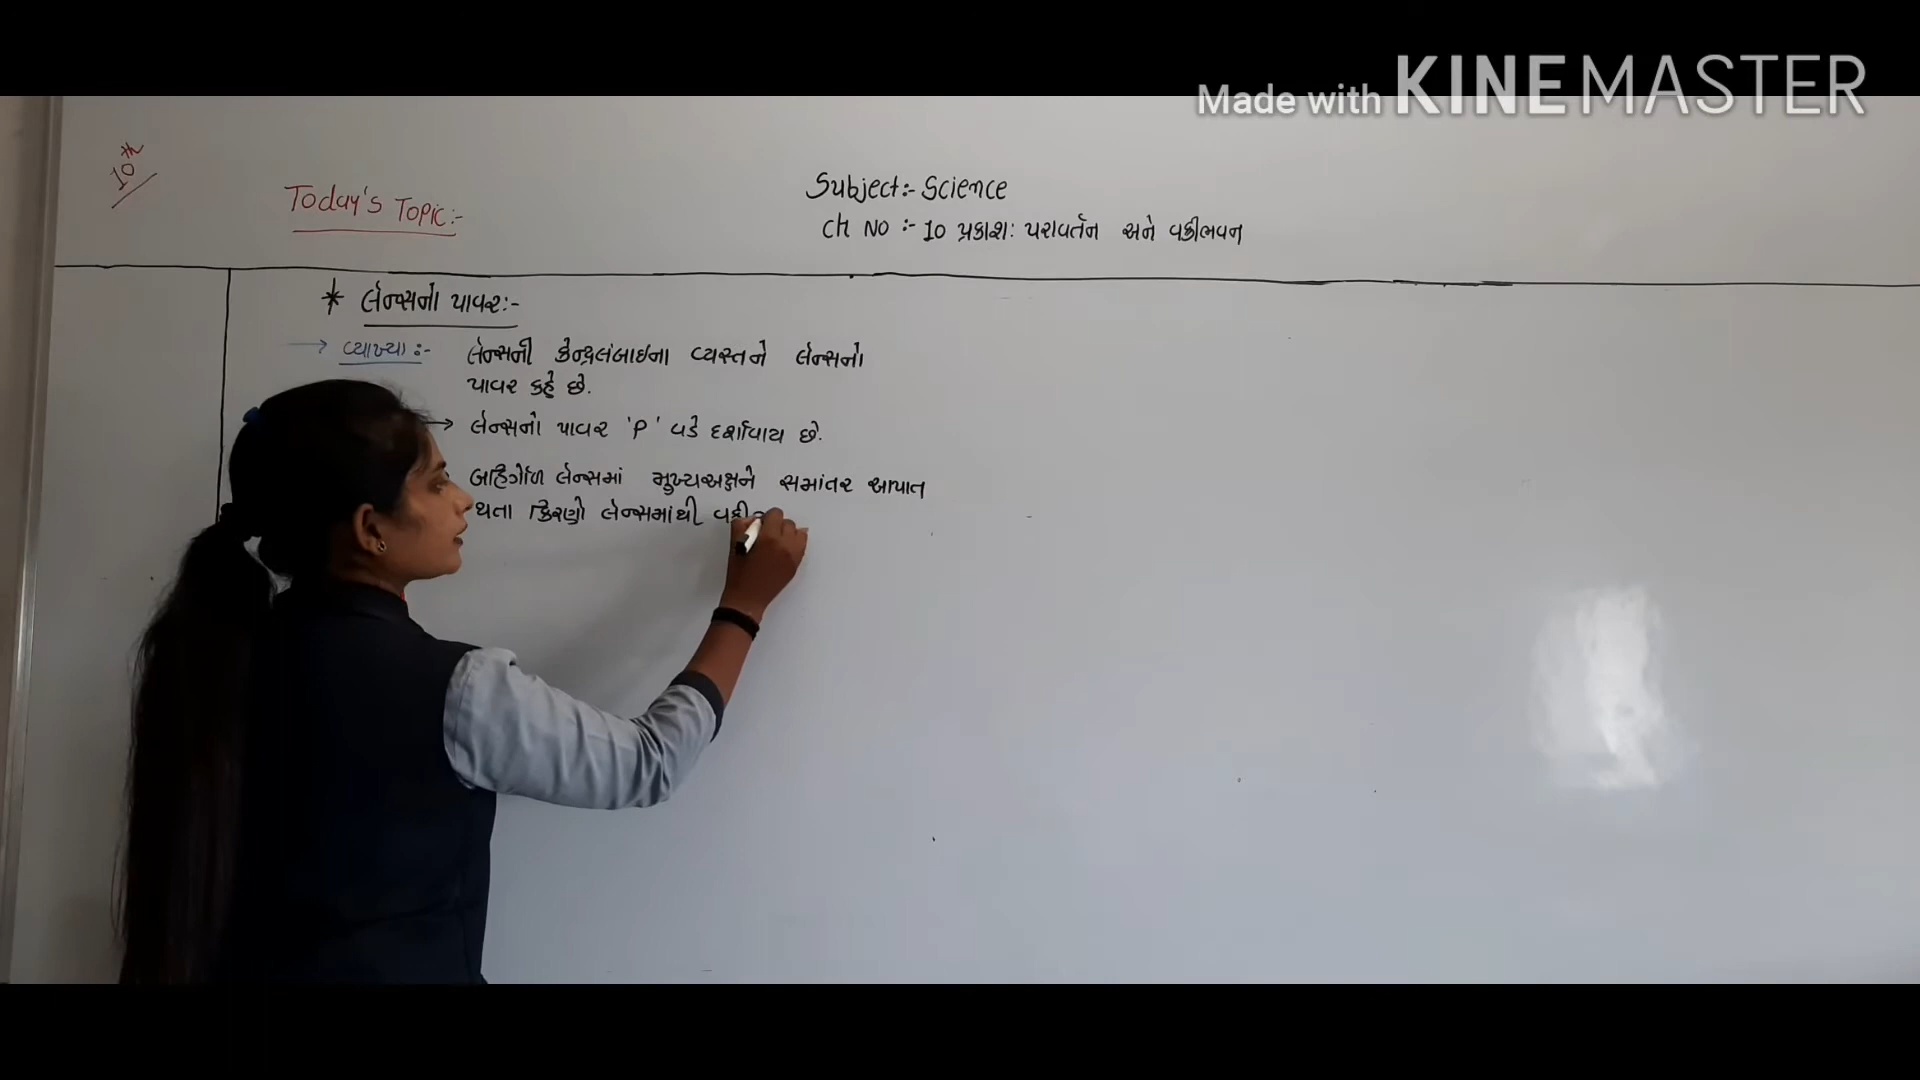 Made with KINEMASTER
10th
Today's Topic:-
Subject:- Science
Ch No :- 10 પ્રકાશ: પરાવર્તન અને વક્રીભવન
* લેન્સનો પાવર:-
→ વ્યાખ્યા :- લેન્સની કેન્દ્રલંબાઇના વ્યસ્તને લેન્સનો
પાવર કહે છે.
→ લેન્સનો પાવર 'P' વડે દર્શાવાય છે.
બહિર્ગોળ લેન્સમાં મુખ્યઅક્ષને સમાંતર આપાત
થતા કિરણો લેન્સમાંથી